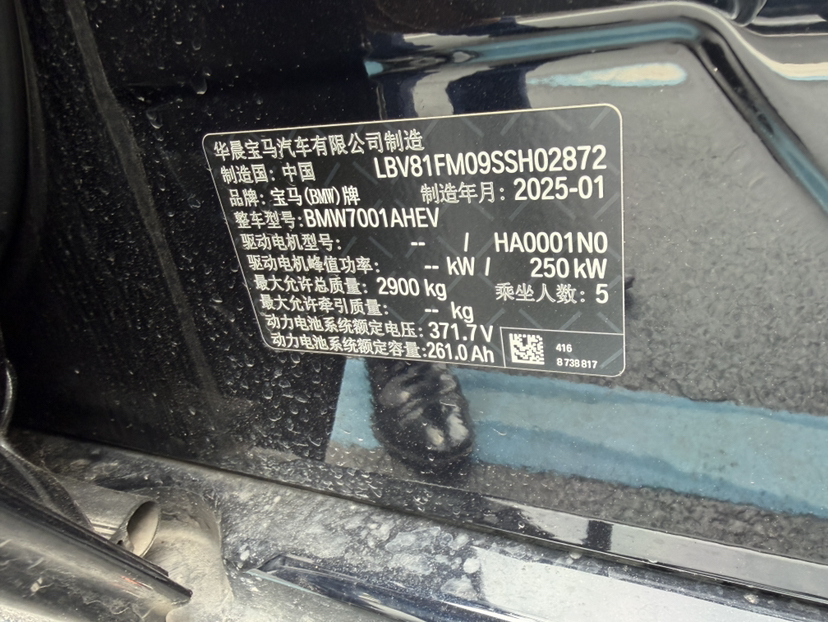 华晨宝马汽车有限公司制造
制造国: 中国 LBV81FM09SSH02872
品牌: 宝马(BMW)牌 制造年月: 2025-01
整车型号: BMW7001AHEV
驱动电机型号: -- / HA0001N0
驱动电机峰值功率: -- kW / 250 kW
最大允许总质量: 2900 kg 乘坐人数: 5
最大允许牵引质量: -- kg
动力电池系统额定电压: 371.7 V
动力电池系统额定容量: 261.0 Ah
416
8 738 817